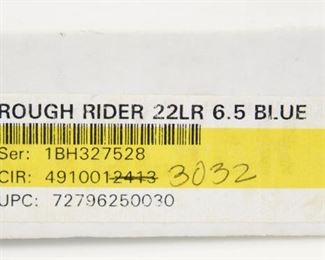 ROUGH RIDER 22LR 6.5 BLUE
Ser: 1BH327528
CIR: 4910012413 3032
UPC: 72796250030